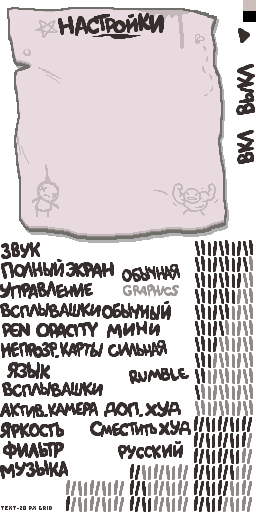 НАСТРОЙКИ
ВКЛ ВЫКЛ
ЗВУК
ПОЛНЫЙ ЭКРАН ОБЫЧНАЯ
УПРАВЛЕНИЕ GRAPHICS
ВСПЛЫВАШКИ ОБЫЧНЫЙ
PEN OPACITY МИНИ
НЕПРОЗР. КАРТЫ СИЛЬНАЯ
ЯЗЫК RUMBLE
ВСПЛЫВАШКИ
АКТИВ. КАМЕРА ДОП. ХУД
ЯРКОСТЬ СМЕСТИТЬ ХУД
ФИЛЬТР РУССКИЙ
МУЗЫКА
TEXT-20 PX GRID